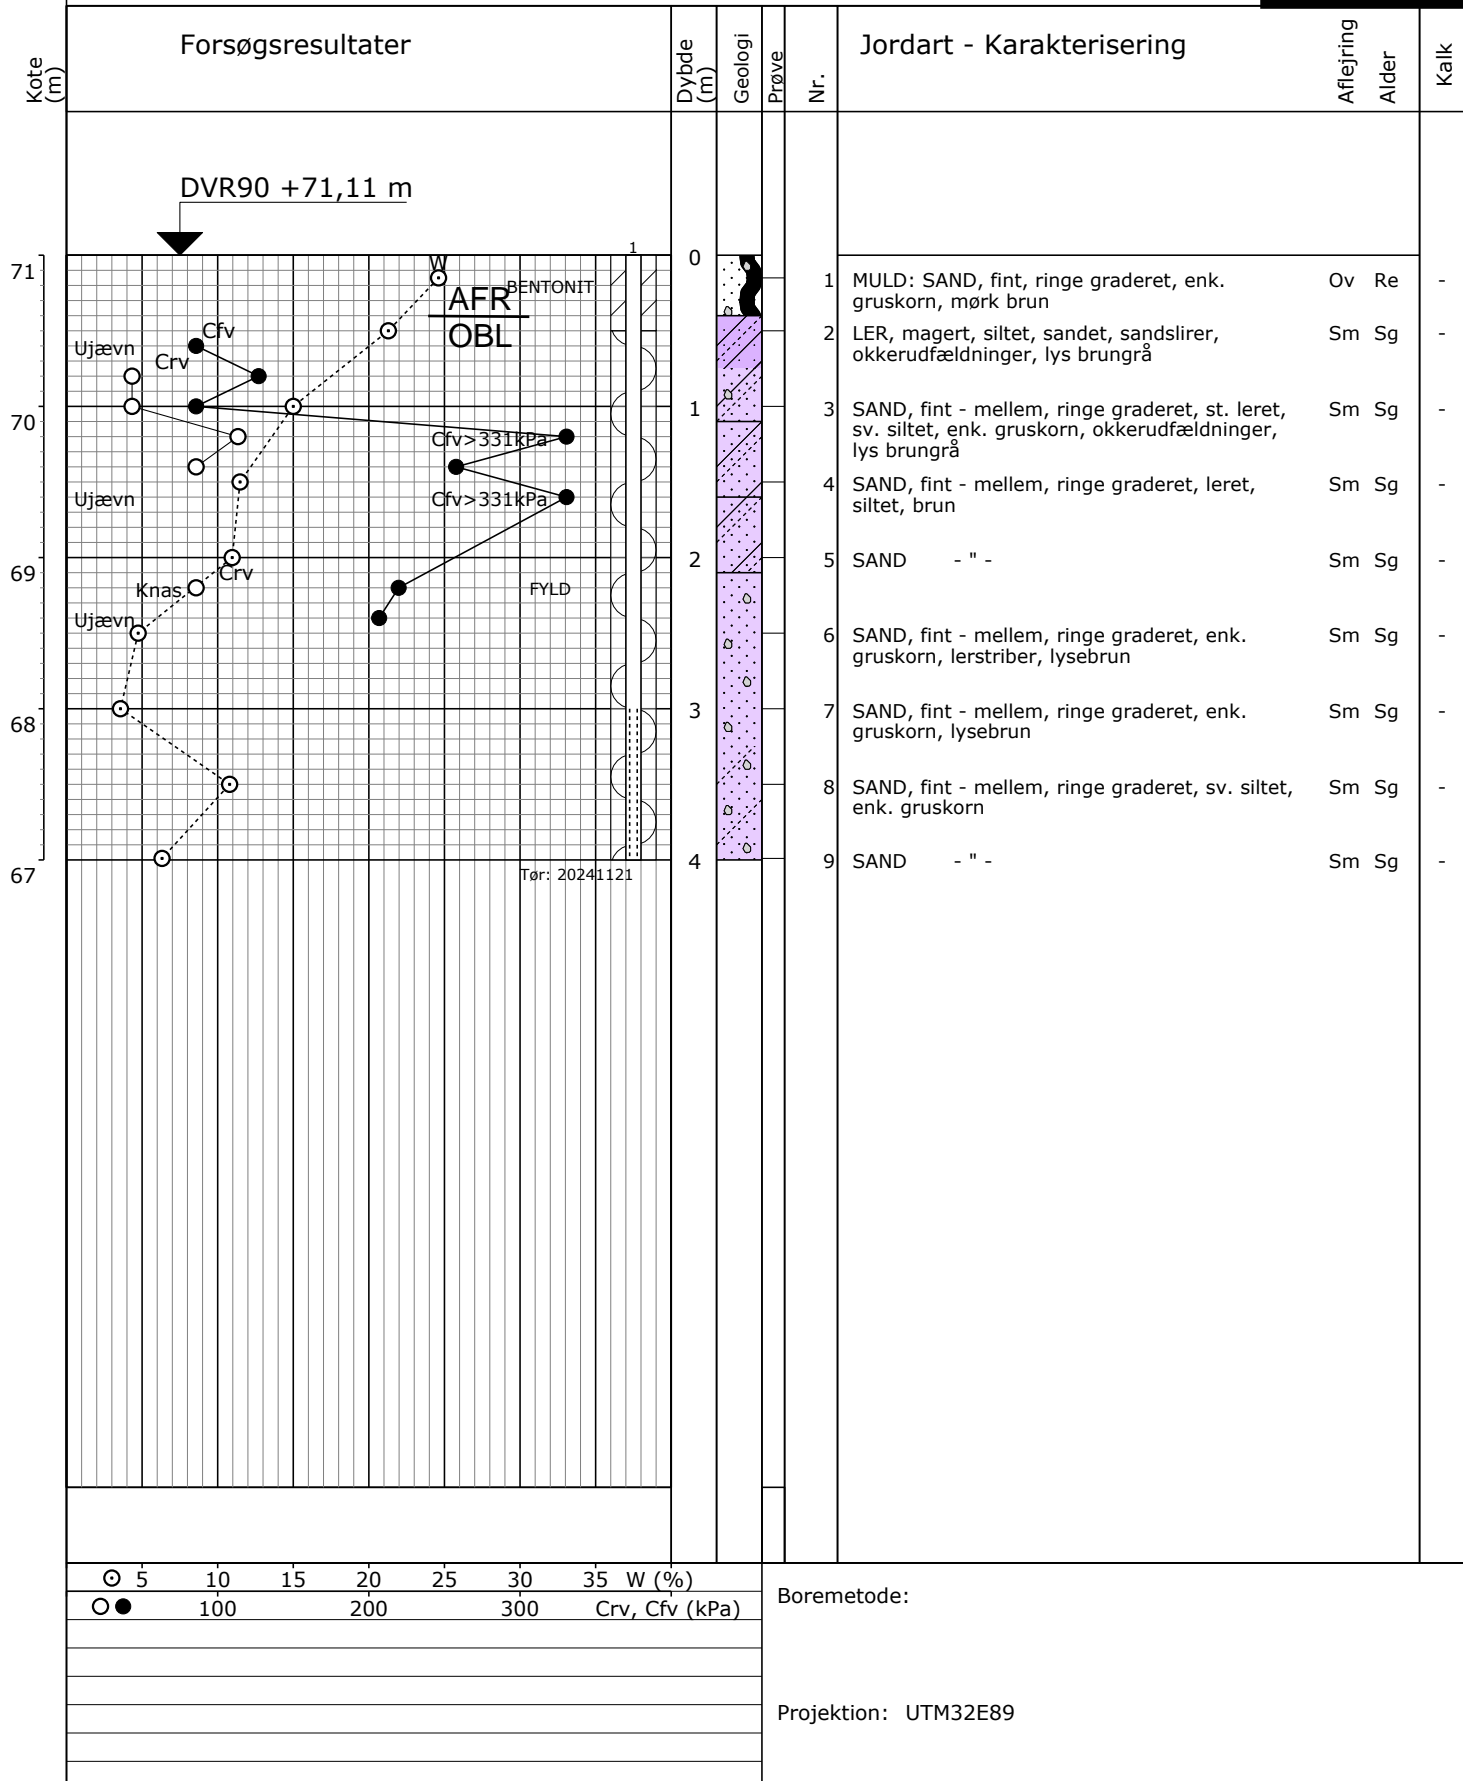 Kote (m)
Forsøgsresultater
Dybde (m)
Geologi
Prøve
Nr.
Jordart - Karakterisering
Aflejring
Alder
Kalk
DVR90 +71,11 m
1
71
W
0
BENTONIT
AFR
OBL
1 MULD: SAND, fint, ringe graderet, enk. Ov Re -
gruskorn, mørk brun
Cfv
Ujævn
Crv
2 LER, magert, siltet, sandet, sandslirer, Sm Sg -
okkerudfældninger, lys brungrå
70
1
Cfv>331kPa
3 SAND, fint - mellem, ringe graderet, st. leret, Sm Sg -
sv. siltet, enk. gruskorn, okkerudfældninger,
lys brungrå
Ujævn
Cfv>331kPa
4 SAND, fint - mellem, ringe graderet, leret, Sm Sg -
siltet, brun
69
2
Crv
5 SAND - " - Sm Sg -
Knas
FYLD
Ujævn
6 SAND, fint - mellem, ringe graderet, enk. Sm Sg -
gruskorn, lerstriber, lysebrun
68
3
7 SAND, fint - mellem, ringe graderet, enk. Sm Sg -
gruskorn, lysebrun
8 SAND, fint - mellem, ringe graderet, sv. siltet, Sm Sg -
enk. gruskorn
67
4
9 SAND - " - Sm Sg -
Tør: 20241121
5 10 15 20 25 30 35 W (%)
100 200 300 Crv, Cfv (kPa)
Boremetode:
Projektion: UTM32E89